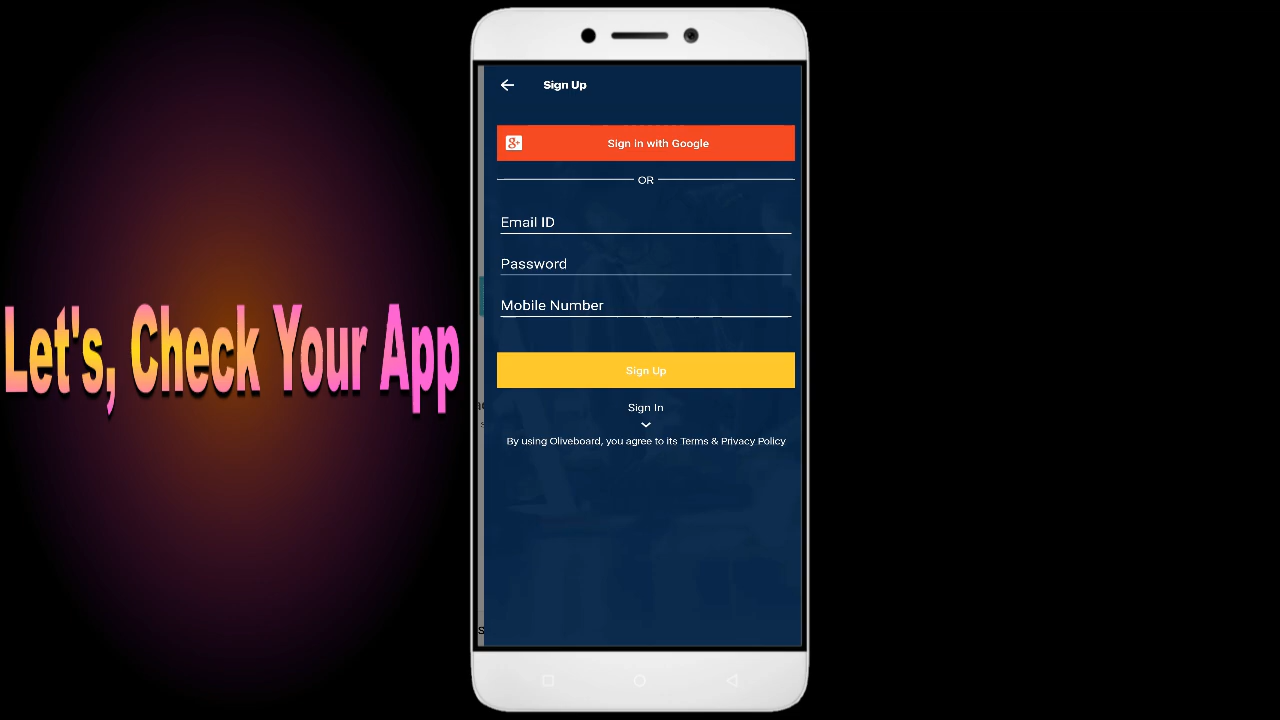 Let's, Check Your App
Sign Up
Sign in with Google
OR
Email ID
Password
Mobile Number
Sign Up
Sign In
By using Oliveboard, you agree to its Terms & Privacy Policy